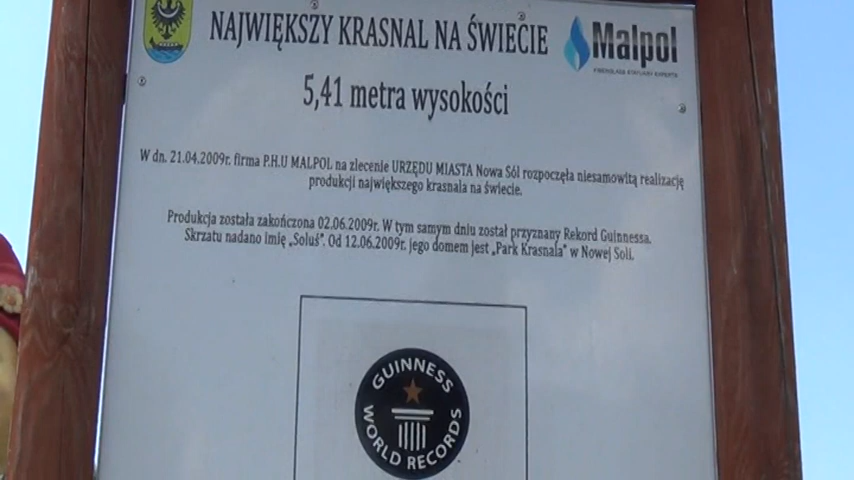 NAJWIĘKSZY KRASNAL NA ŚWIECIE
Malpol
FIBERGLASS STATUARY EXPERTS
5,41 metra wysokości
W dn. 21.04.2009r. firma P.H.U MALPOL na zlecenie URZĘDU MIASTA Nowa Sól rozpoczęła niesamowitą realizację
produkcji największego krasnala na świecie.
Produkcja została zakończona 02.06.2009r. W tym samym dniu został przyznany Rekord Guinnessa.
Skrzatu nadano imię „Soluś". Od 12.06.2009r. jego domem jest „Park Krasnala" w Nowej Soli.
GUINNESS
WORLD RECORDS